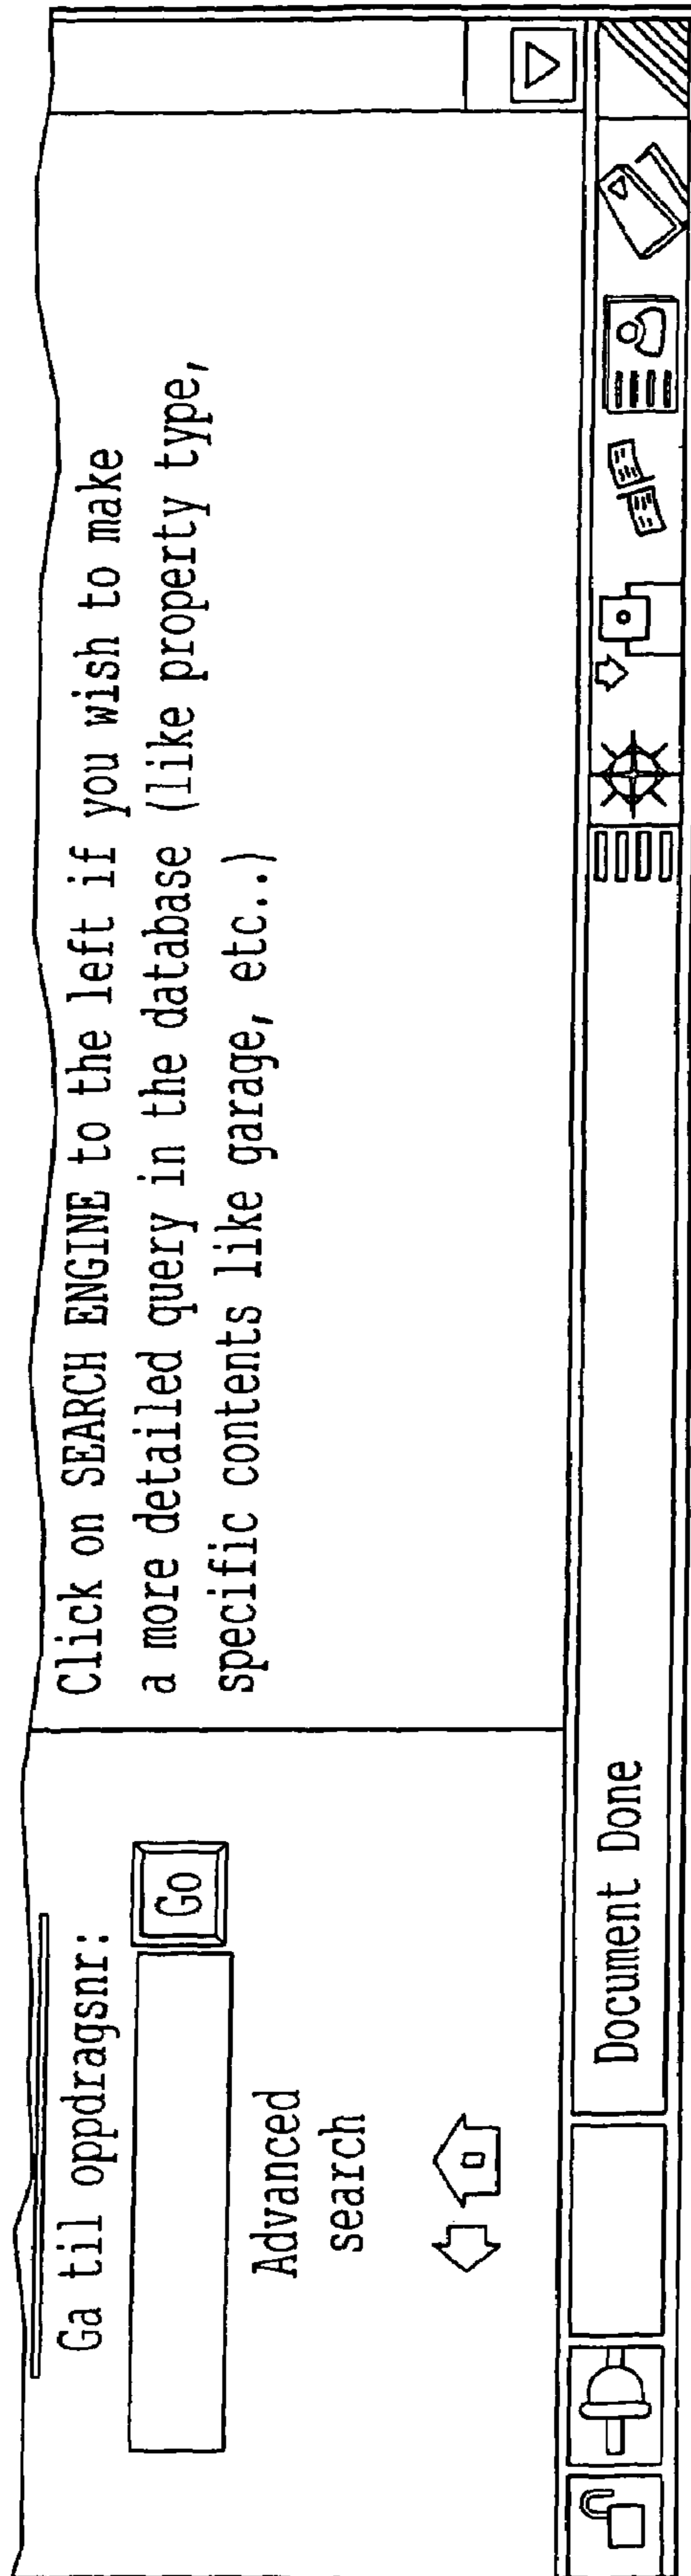 Ga til oppdragsnr:
Go
Advanced
search
Click on SEARCH ENGINE to the left if you wish to make
a more detailed query in the database (like property type,
specific contents like garage, etc..)
Document Done